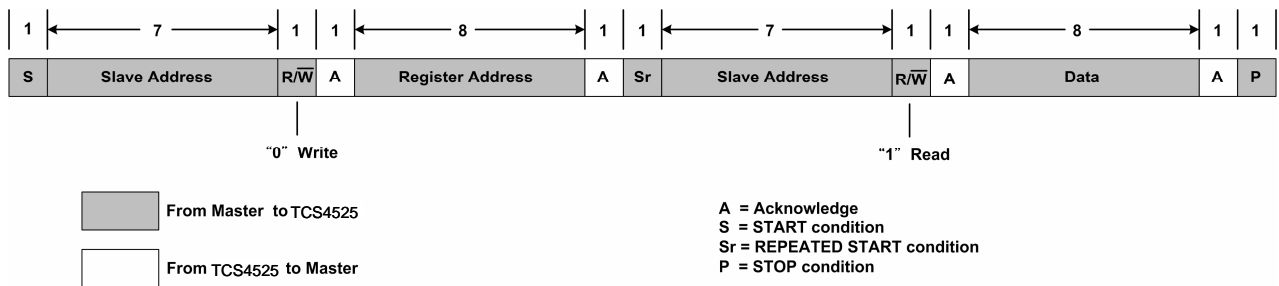 1 7 1 1 8 1 1 7 1 1 8 1 1
S Slave Address R/W̅ A Register Address A Sr Slave Address R/W̅ A Data A P
“0” Write “1” Read
From Master to TCS4525
From TCS4525 to Master
A = Acknowledge
S = START condition
Sr = REPEATED START condition
P = STOP condition